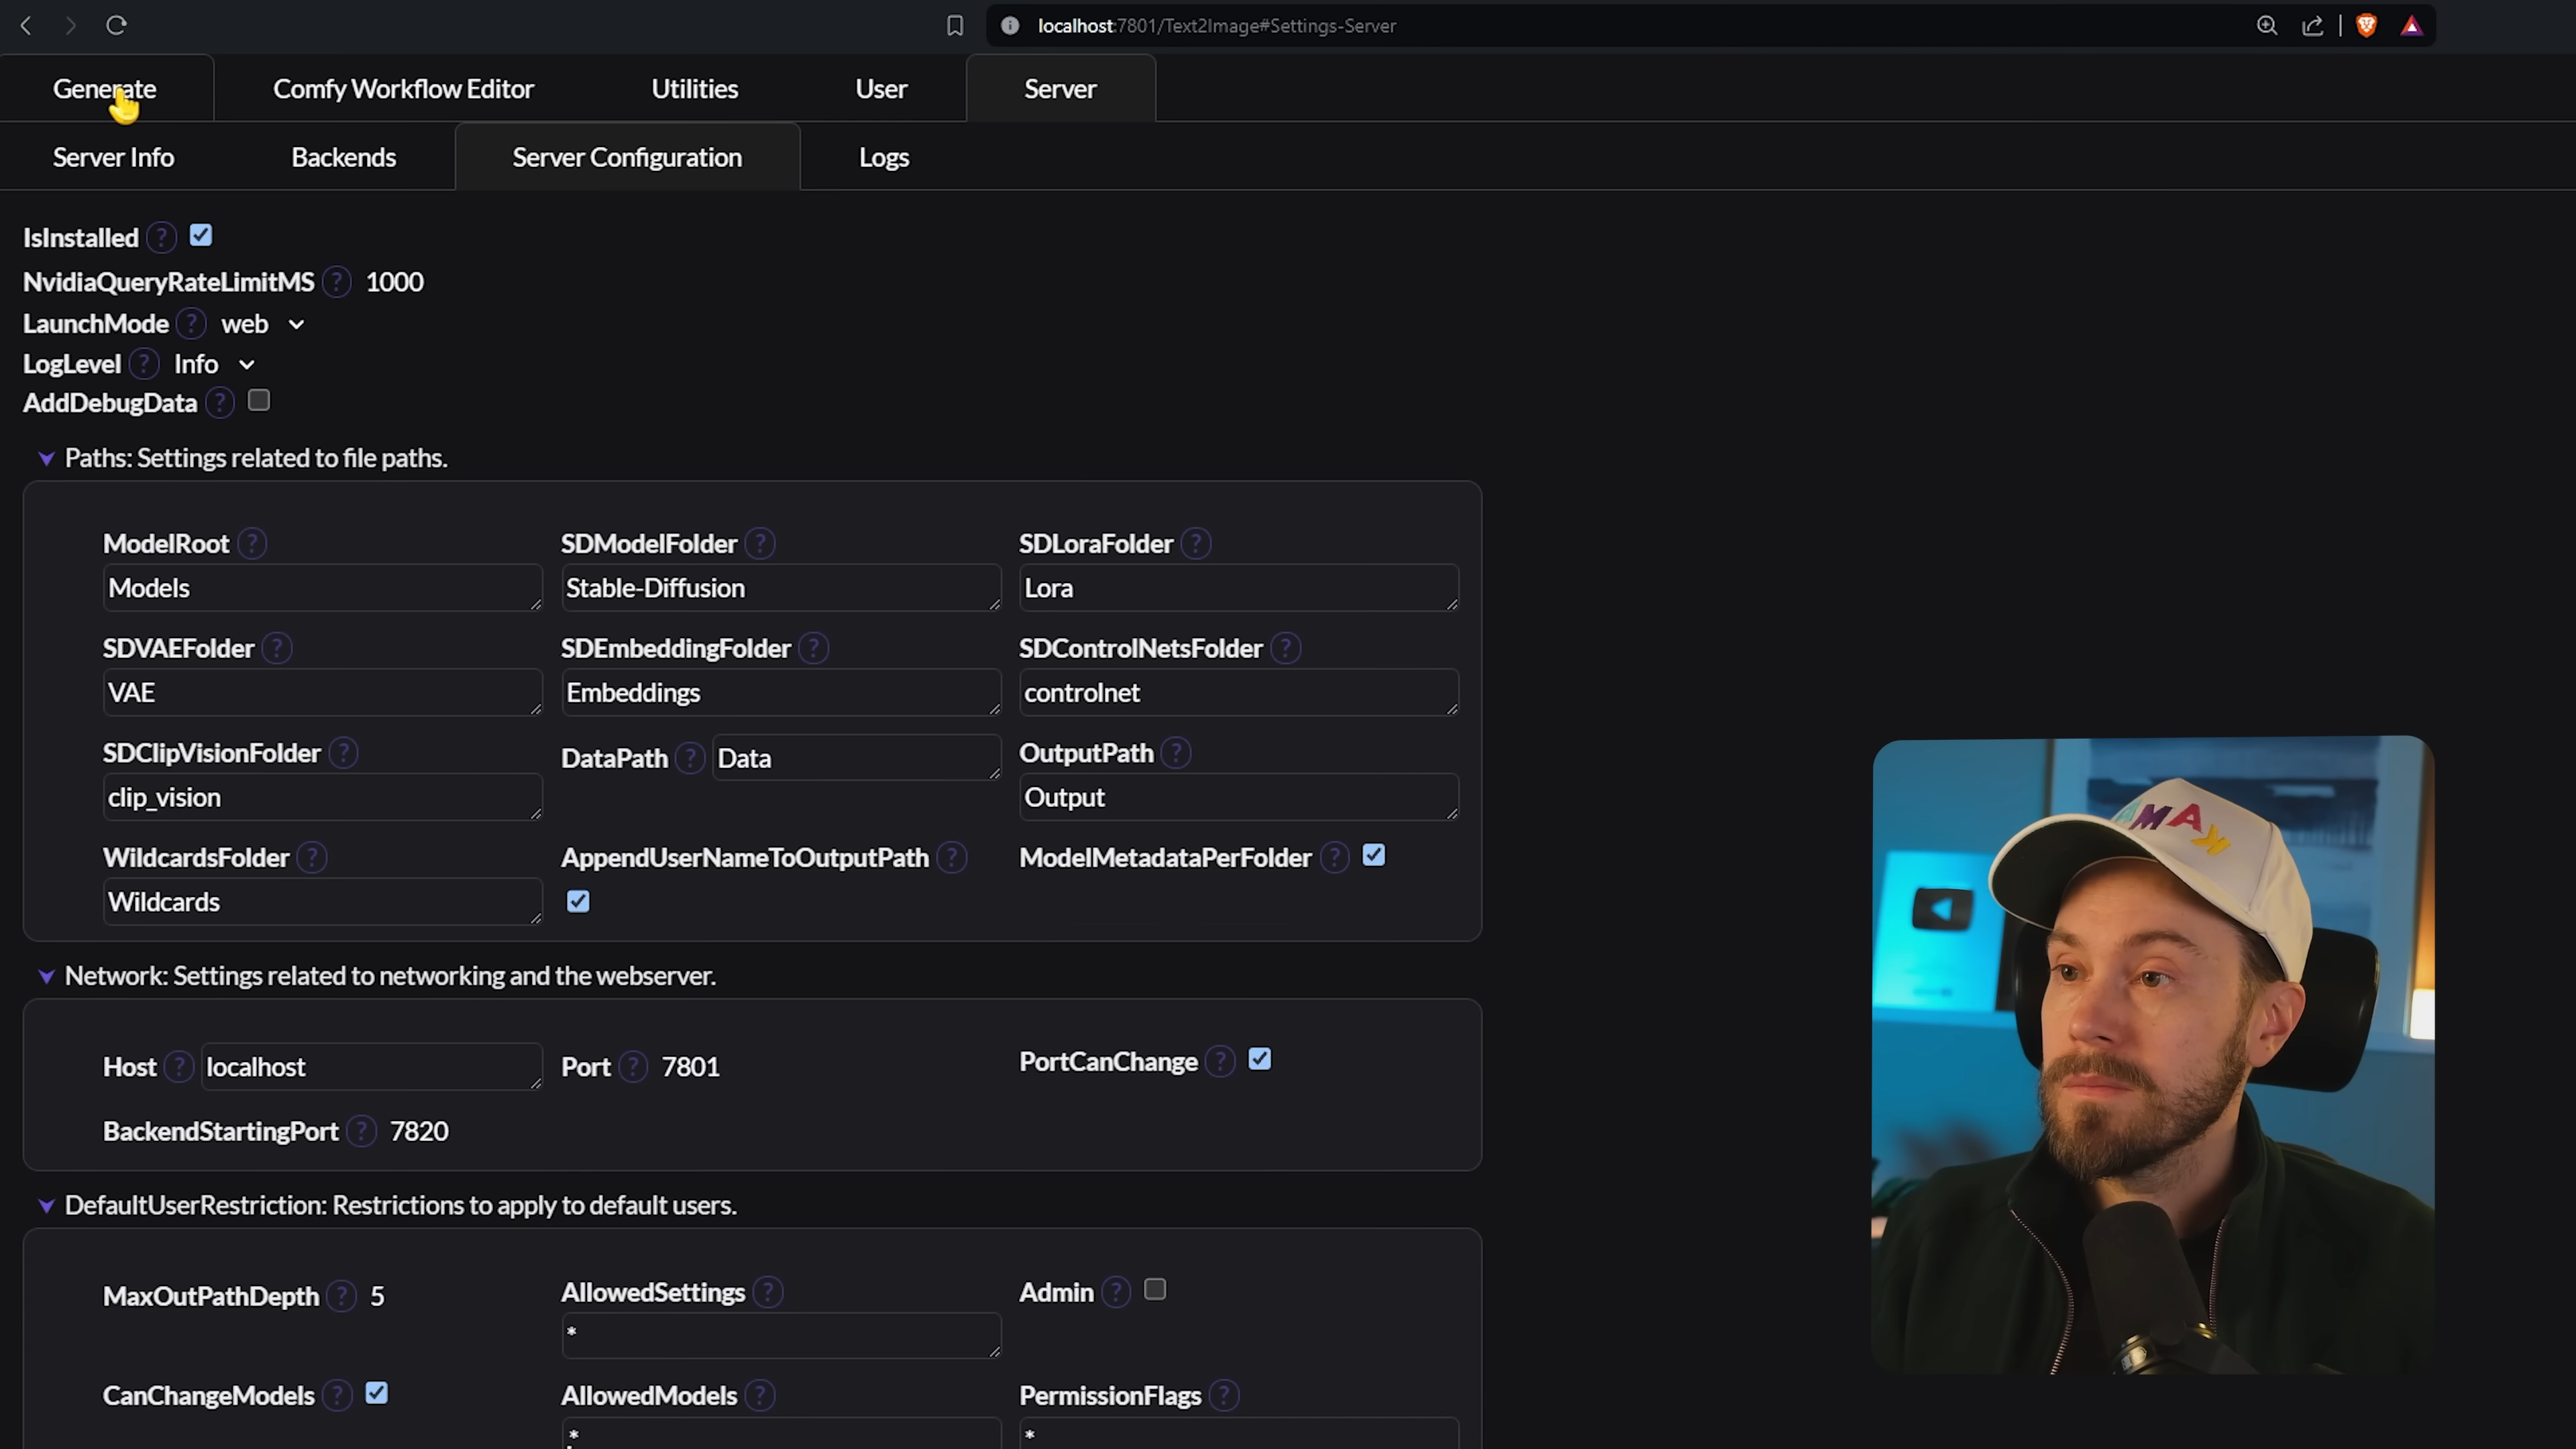 localhost:7801/Text2Image#Settings-Server
Generate Comfy Workflow Editor Utilities User Server
Server Info Backends Server Configuration Logs
IsInstalled ?
NvidiaQueryRateLimitMS ? 1000
LaunchMode ? web
LogLevel ? Info
AddDebugData ?
Paths: Settings related to file paths.
ModelRoot ? SDModelFolder ? SDLoraFolder ?
Models Stable-Diffusion Lora
SDVAEFolder ? SDEmbeddingFolder ? SDControlNetsFolder ?
VAE Embeddings controlnet
SDClipVisionFolder ? DataPath ? Data OutputPath ?
clip_vision Output
WildcardsFolder ? AppendUserNameToOutputPath ? ModelMetadataPerFolder ?
Wildcards
Network: Settings related to networking and the webserver.
Host ? localhost Port ? 7801 PortCanChange ?
BackendStartingPort ? 7820
DefaultUserRestriction: Restrictions to apply to default users.
MaxOutPathDepth ? 5 AllowedSettings ? Admin ?
*
CanChangeModels ? AllowedModels ? PermissionFlags ?
* *